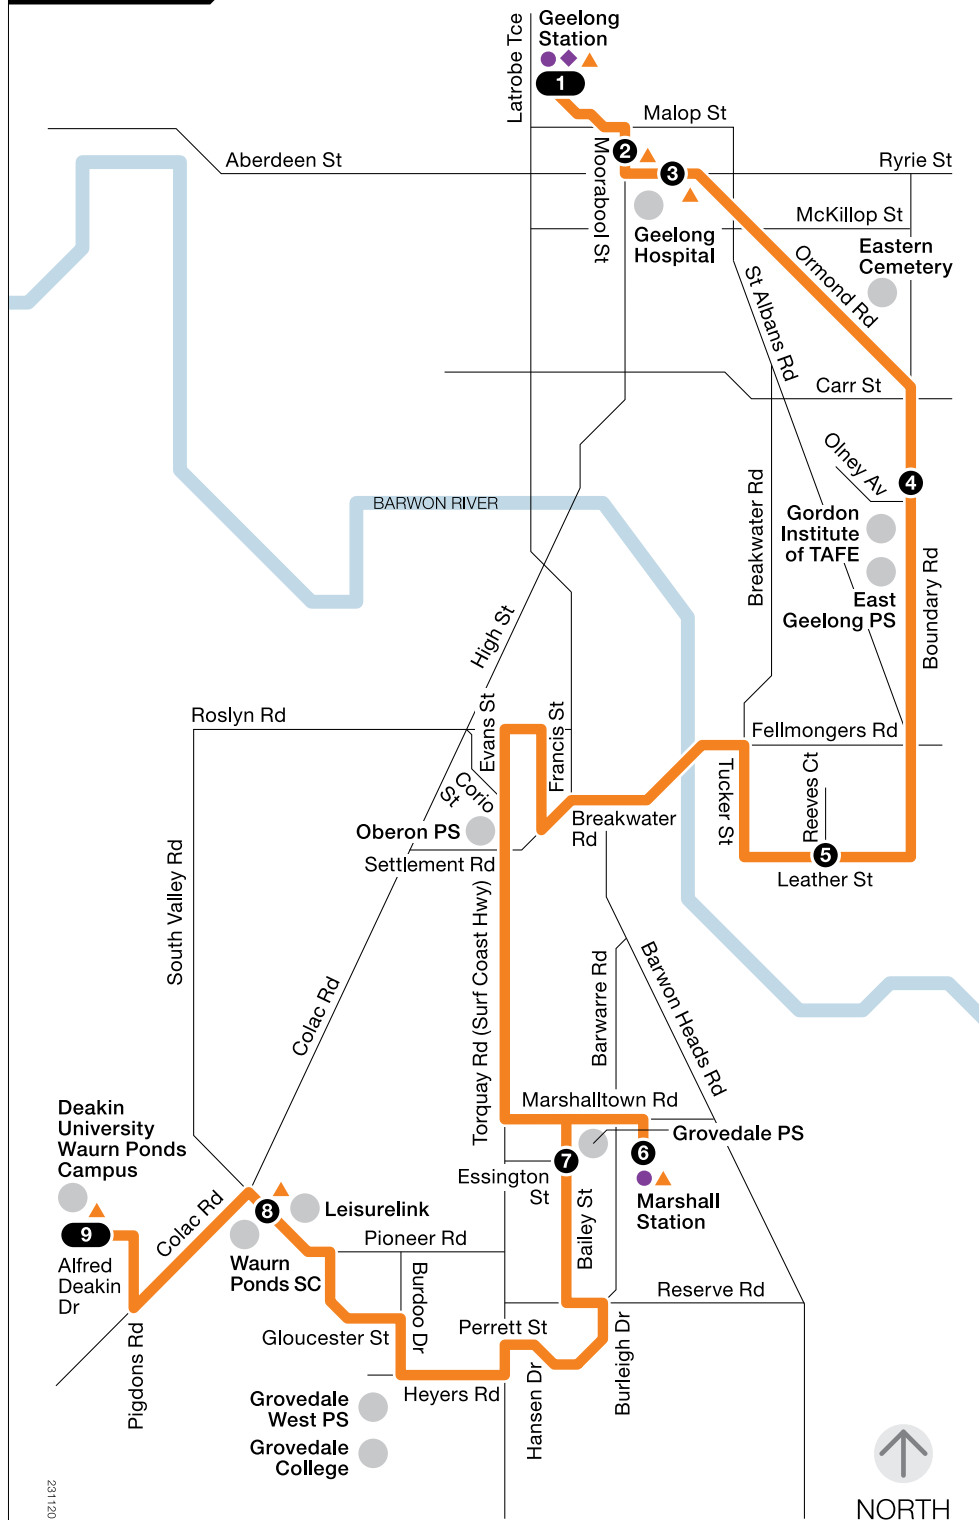 Geelong
Station
Latrobe Tce
1
Malop St
Moorabool St
2
3
Aberdeen St
Ryrie St
McKillop St
Geelong
Hospital
Eastern
Cemetery
Ormond Rd
St Albans Rd
Carr St
Olney Av
4
BARWON RIVER
Breakwater Rd
Gordon
Institute
of TAFE
East
Geelong PS
Boundary Rd
High St
Roslyn Rd
Evans St
Francis St
Fellmongers Rd
Corio
St
Tucker St
Reeves Ct
Oberon PS
Breakwater
Rd
Settlement Rd
5
Leather St
South Valley Rd
Colac Rd
Torquay Rd (Surf Coast Hwy)
Barwarre Rd
Barwon Heads Rd
Marshalltown Rd
Deakin
University
Waurn Ponds
Campus
Grovedale PS
6
7
Essington
St
Bailey St
Marshall
Station
8
Leisurelink
Colac Rd
9
Alfred
Deakin
Dr
Waurn
Ponds SC
Pioneer Rd
Burdoo Dr
Reserve Rd
Gloucester St
Perrett St
Pigdons Rd
Heyers Rd
Hansen Dr
Burleigh Dr
Grovedale
West PS
Grovedale
College
231120
NORTH